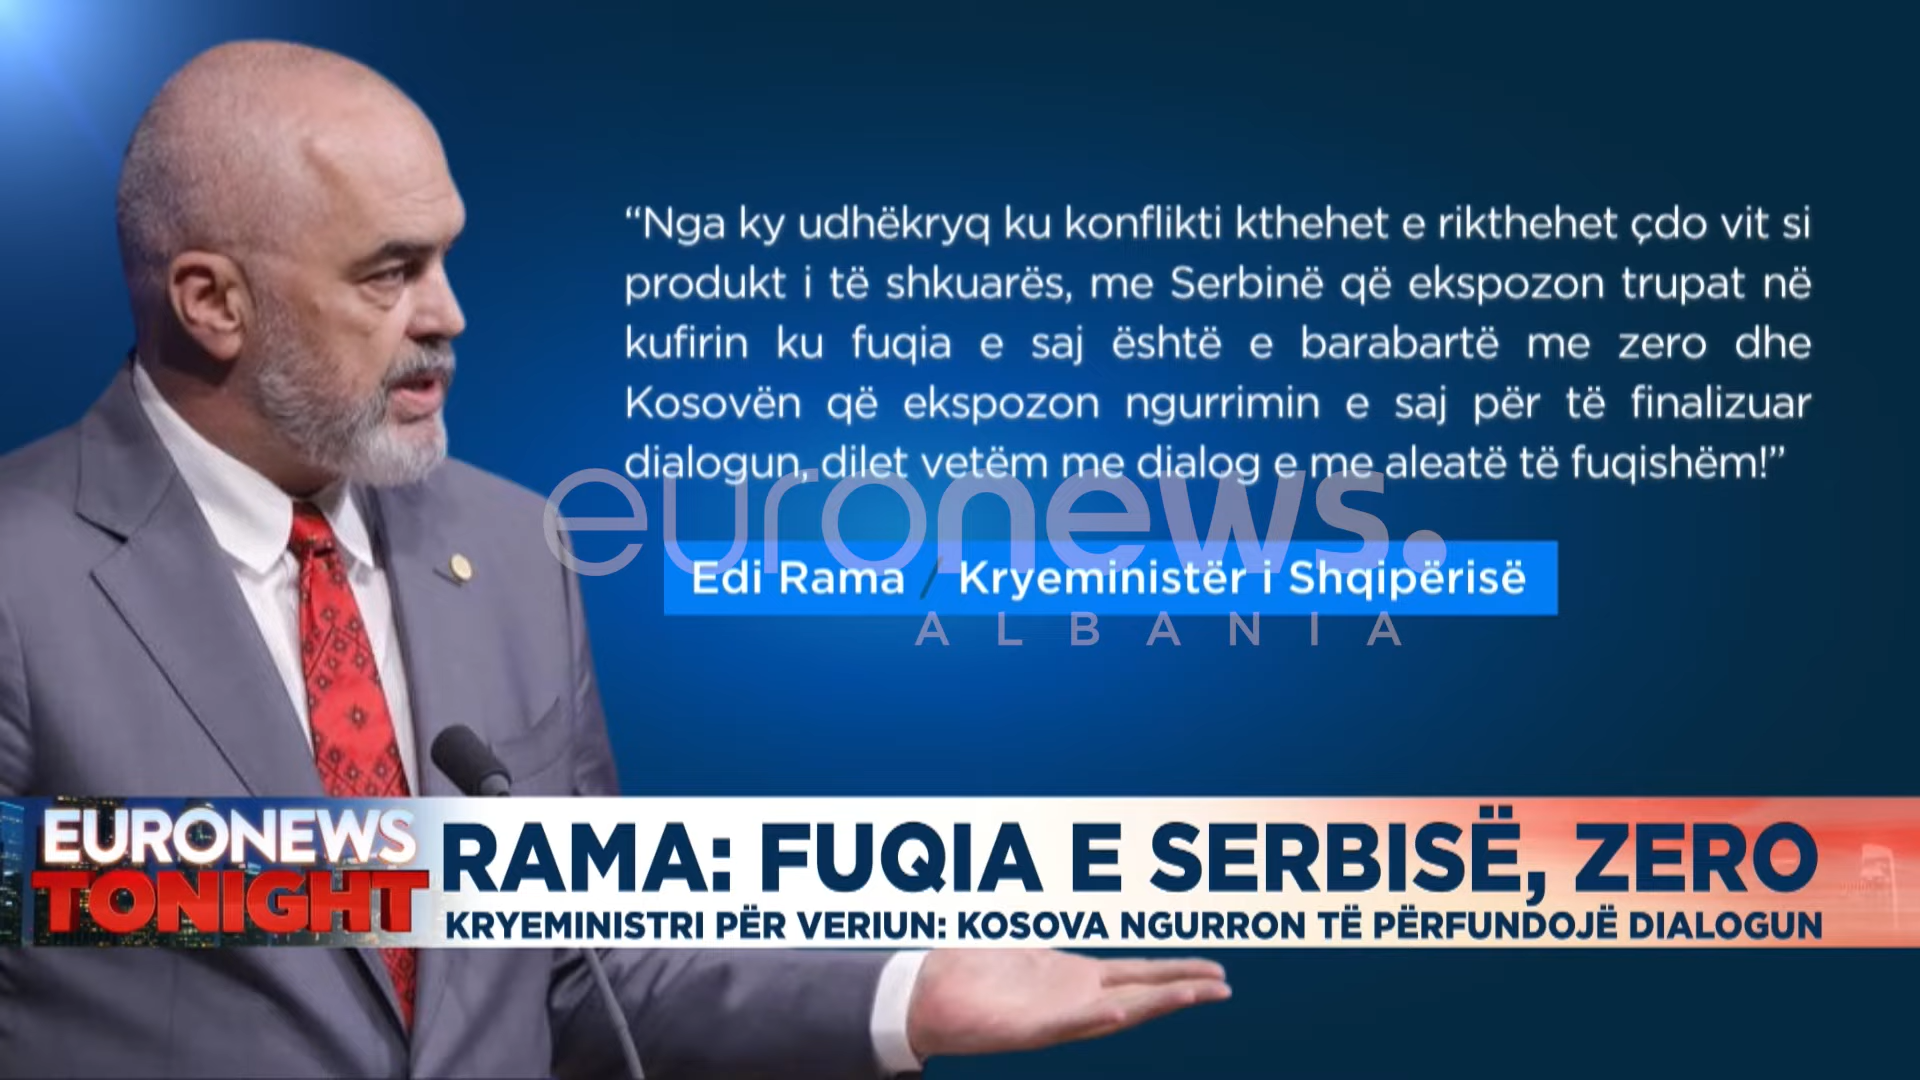 “Nga ky udhëkryq ku konflikti kthehet e rikthehet çdo vit si
produkt i të shkuarës, me Serbinë që ekspozon trupat në
kufirin ku fuqia e saj është e barabartë me zero dhe
Kosovën që ekspozon ngurrimin e saj për të finalizuar
dialogun, dilet vetëm me dialog e me aleatë të fuqishëm!”
euronews.
Edi Rama / Kryeministër i Shqipërisë
ALBANIA
EURONEWS
TONIGHT
RAMA: FUQIA E SERBISË, ZERO
KRYEMINISTRI PËR VERIUN: KOSOVA NGURRON TË PËRFUNDOJË DIALOGUN